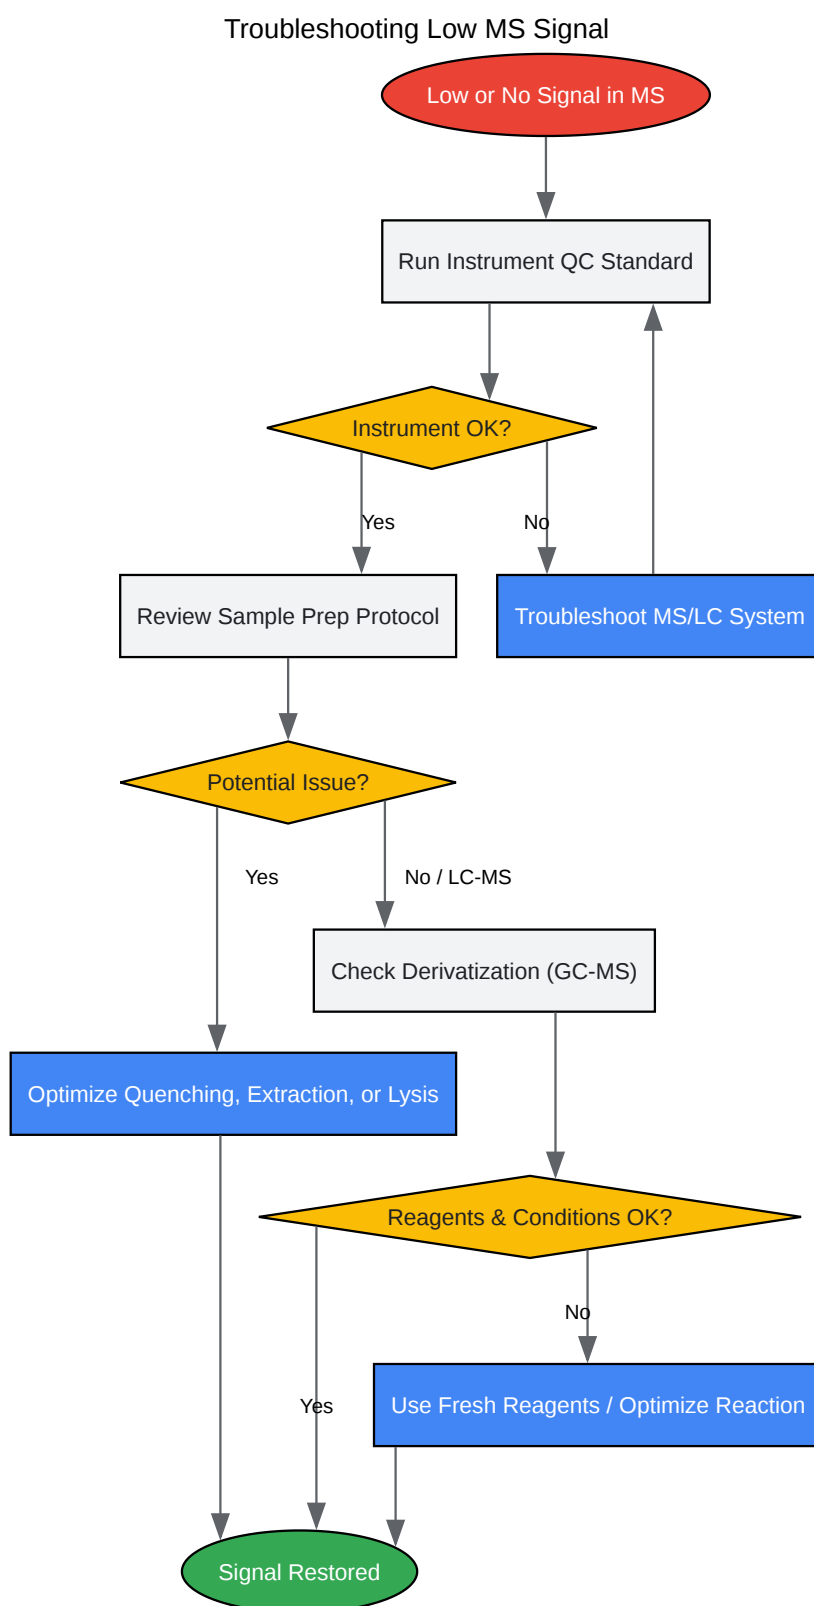 Troubleshooting Low MS Signal
Low or No Signal in MS
Run Instrument QC Standard
Instrument OK?
Yes
No
Review Sample Prep Protocol
Troubleshoot MS/LC System
Potential Issue?
Yes
No / LC-MS
Check Derivatization (GC-MS)
Optimize Quenching, Extraction, or Lysis
Reagents & Conditions OK?
No
Yes
Use Fresh Reagents / Optimize Reaction
Signal Restored